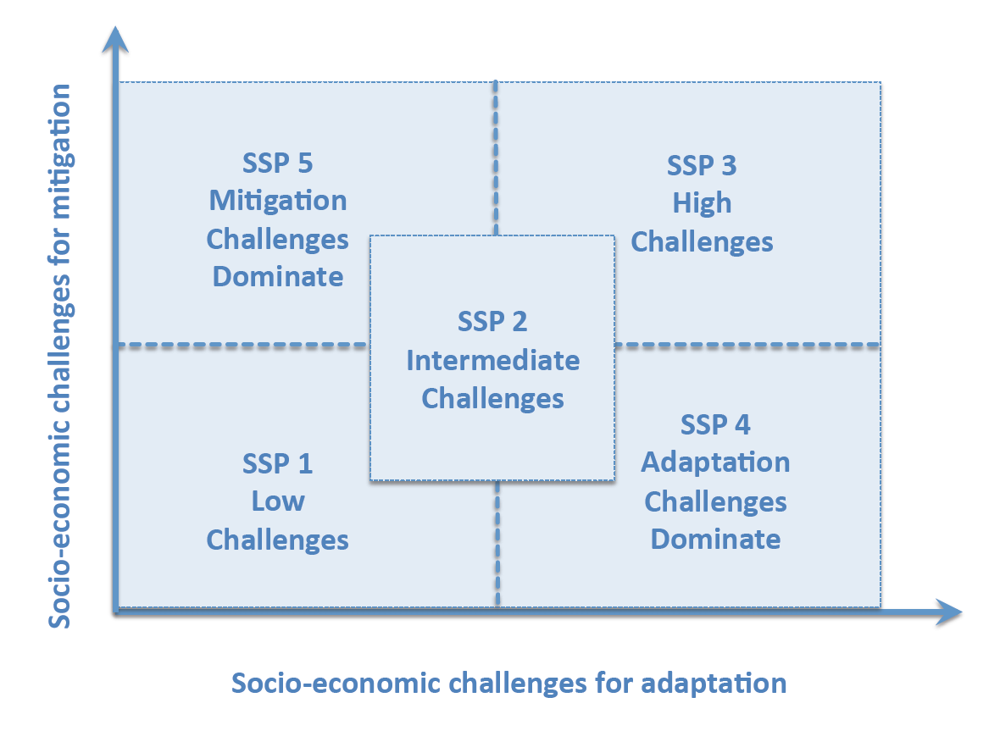 Socio-economic challenges for mitigation
SSP 5
Mitigation
Challenges
Dominate
SSP 3
High
Challenges
SSP 2
Intermediate
Challenges
SSP 1
Low
Challenges
SSP 4
Adaptation
Challenges
Dominate
Socio-economic challenges for adaptation